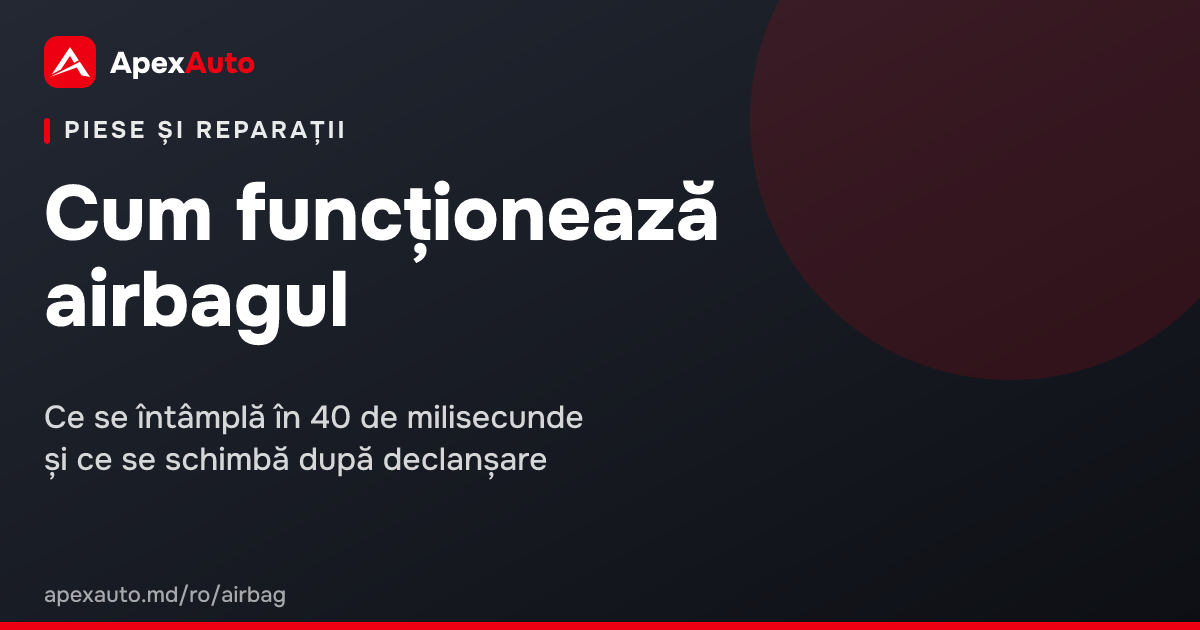 ApexAuto
PIESE ȘI REPARAȚII
Cum funcționează
airbagul
Ce se întâmplă în 40 de milisecunde
și ce se schimbă după declanșare
apexauto.md/ro/airbag